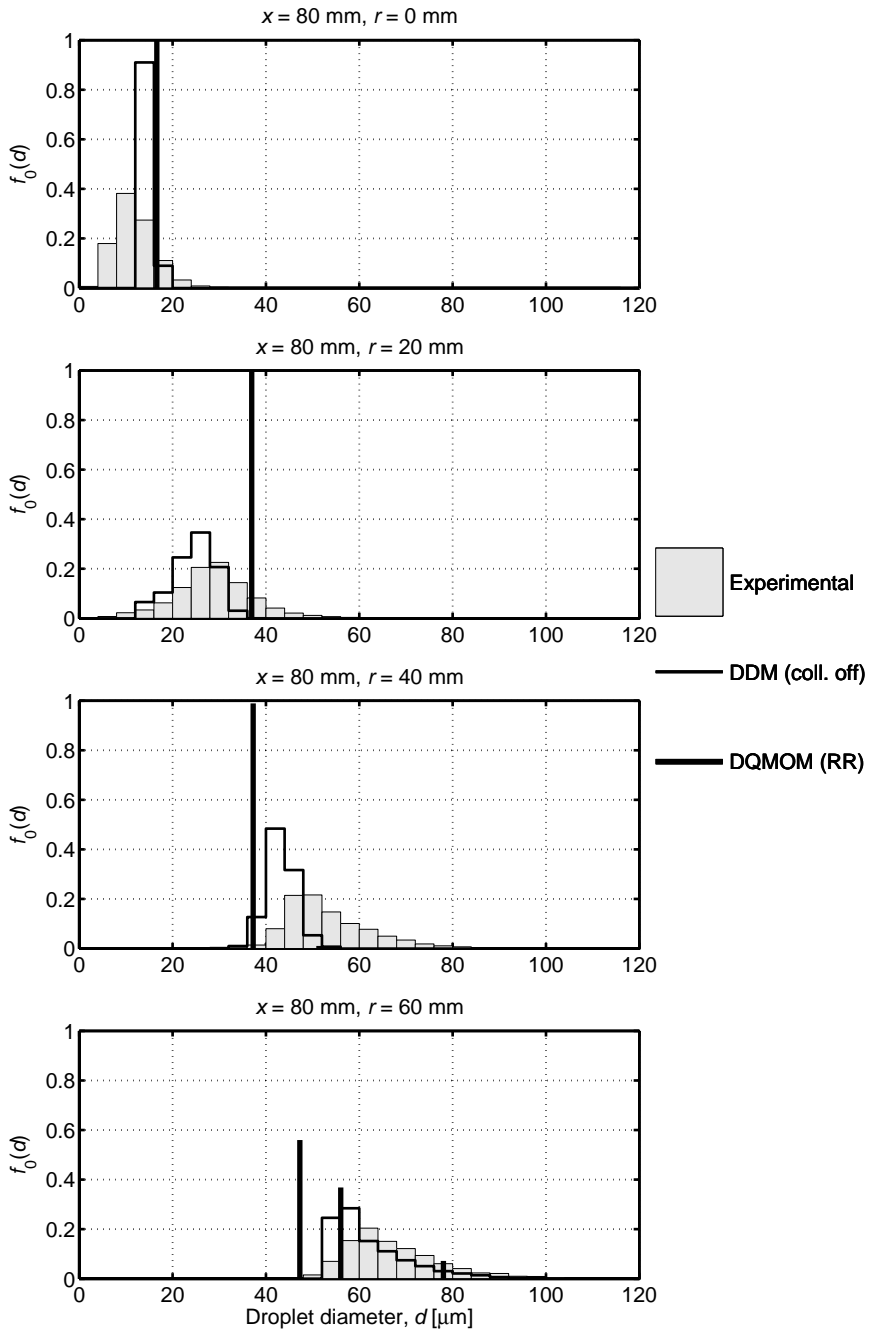 x = 80 mm, r = 0 mm
1
0.8
0.6
0.4
0.2
0
f0(d)
0 20 40 60 80 100 120
x = 80 mm, r = 20 mm
1
0.8
0.6
0.4
0.2
0
f0(d)
0 20 40 60 80 100 120
Experimental
DDM (coll. off)
DQMOM (RR)
x = 80 mm, r = 40 mm
1
0.8
0.6
0.4
0.2
0
f0(d)
0 20 40 60 80 100 120
x = 80 mm, r = 60 mm
1
0.8
0.6
0.4
0.2
0
f0(d)
0 20 40 60 80 100 120
Droplet diameter, d [μm]